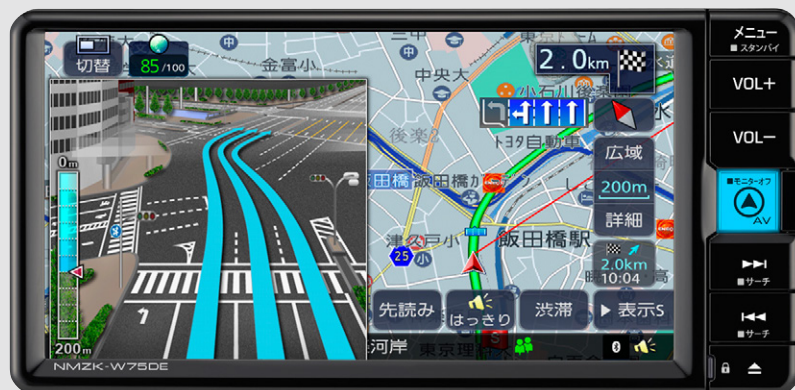 切替
85/100
金富小
中央大
2.0km
小石川後楽
水
後楽2
トヨタ自動車
広域
200m
詳細
飯田橋
飯田橋
津久戸小
飯田橋駅
25
2.0km
10:04
0m
200m
先読み
はっきり
渋滞
▶ 表示S
河岸
NMZK-W75DE
メニュー
■ スタンバイ
VOL+
VOL−
■モニターオフ
AV
▶▶I
■サーチ
I◀◀
■サーチ